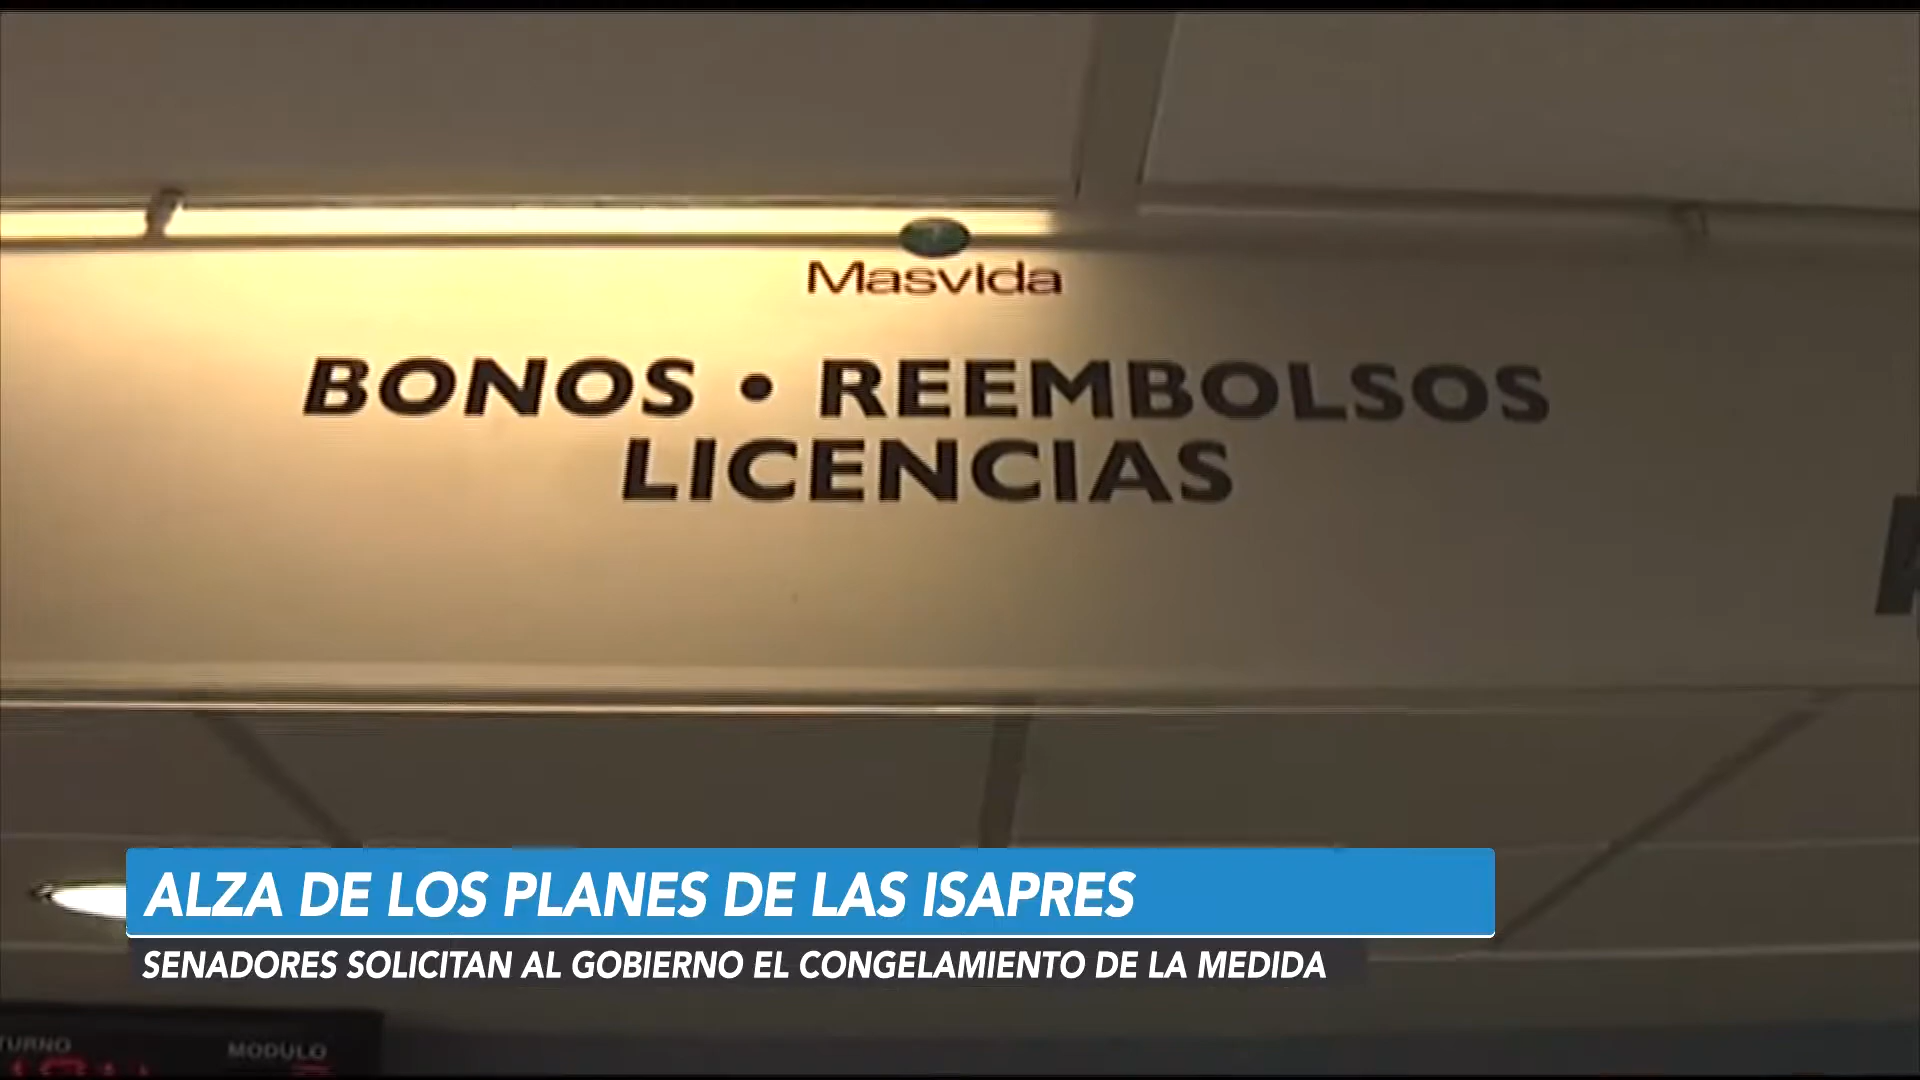 Masvida
BONOS • REEMBOLSOS
LICENCIAS
ALZA DE LOS PLANES DE LAS ISAPRES
SENADORES SOLICITAN AL GOBIERNO EL CONGELAMIENTO DE LA MEDIDA
TURNO MODULO